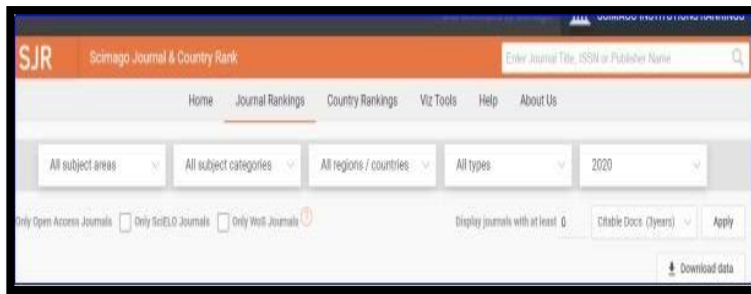 SCIMAGO INSTITUTIONS RANKINGS
SJR Scimago Journal & Country Rank Enter Journal Title, ISSN or Publisher Name
Home Journal Rankings Country Rankings Viz Tools Help About Us
All subject areas All subject categories All regions / countries All types 2020
Only Open Access Journals Only SciELO Journals Only WoS Journals ? Display journals with at least 0 Citable Docs. (3years) Apply
Download data